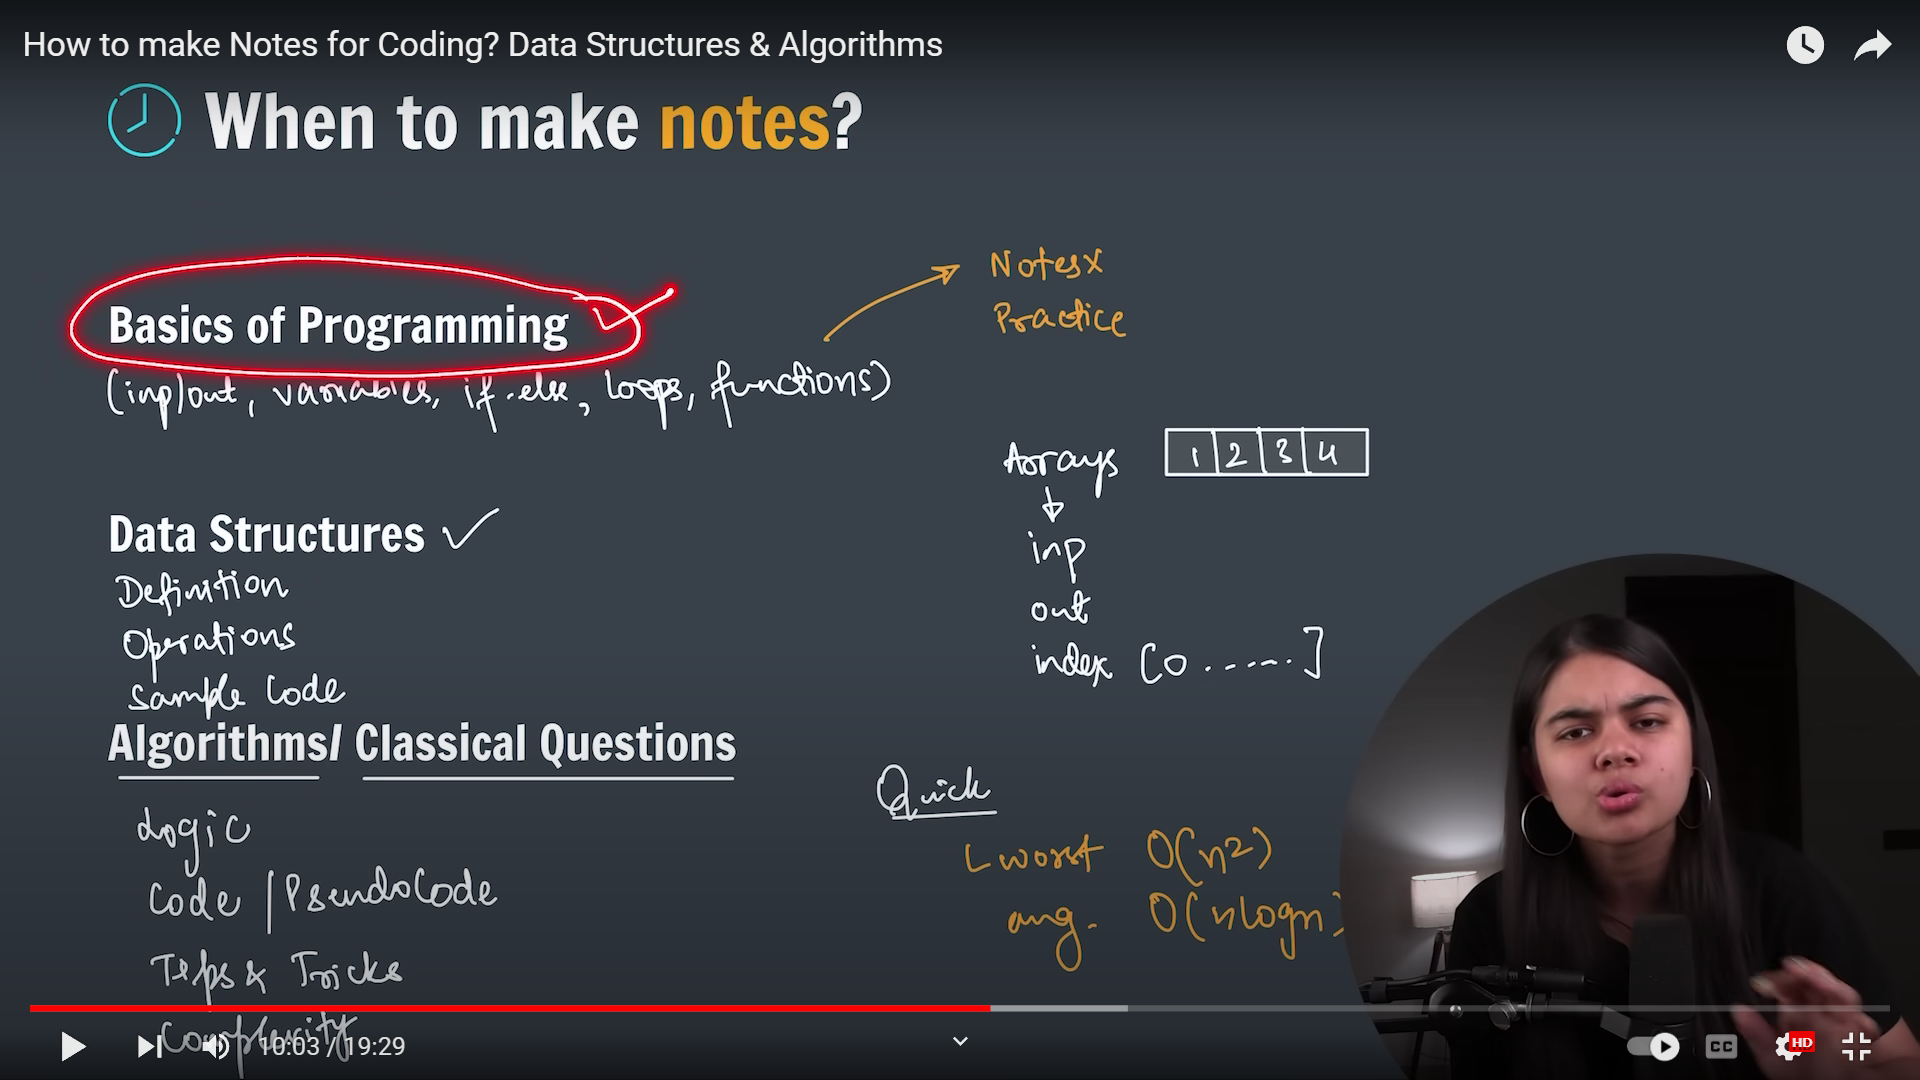 How to make Notes for Coding? Data Structures & Algorithms
When to make notes?
Notes x
Practice
Basics of Programming
(inp/out, variables, if-else, loops, functions)
Arrays 1 2 3 4
inp
out
index [0 ......]
Data Structures
Definition
Operations
Sample Code
Algorithms/ Classical Questions
Logic
Code / PseudoCode
Tips & Tricks
Complexity
Quick
worst O(n2)
avg. O(nlogn)
10:03 / 19:29
CC
HD